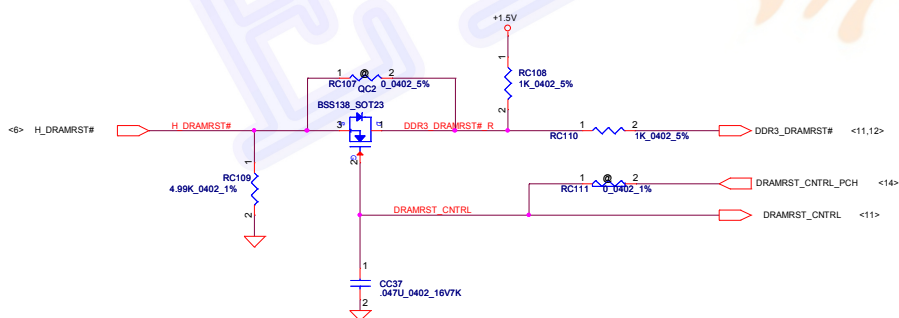 +1.5V
1 @ 2
RC107 0_0402_5%
QC2
BSS138_SOT23
1
RC108
1K_0402_5%
2
<6> H_DRAMRST# H_DRAMRST# 3 1 DDR3_DRAMRST#_R
RC110 1 2 1K_0402_5% DDR3_DRAMRST# <11,12>
1
RC109
4.99K_0402_1%
2
2
1 @ 2
RC111 0_0402_1%
DRAMRST_CNTRL_PCH <14>
DRAMRST_CNTRL
DRAMRST_CNTRL <11>
1
CC37
.047U_0402_16V7K
2